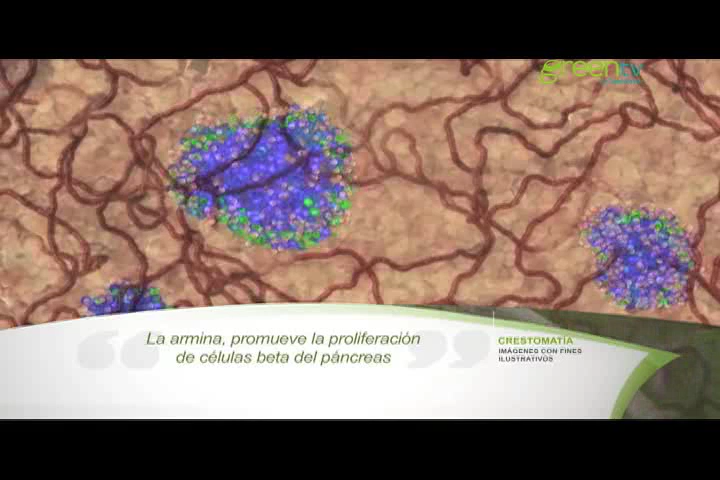 greentv
La armina, promueve la proliferación
de células beta del páncreas
CRESTOMATÍA
IMÁGENES CON FINES
ILUSTRATIVOS